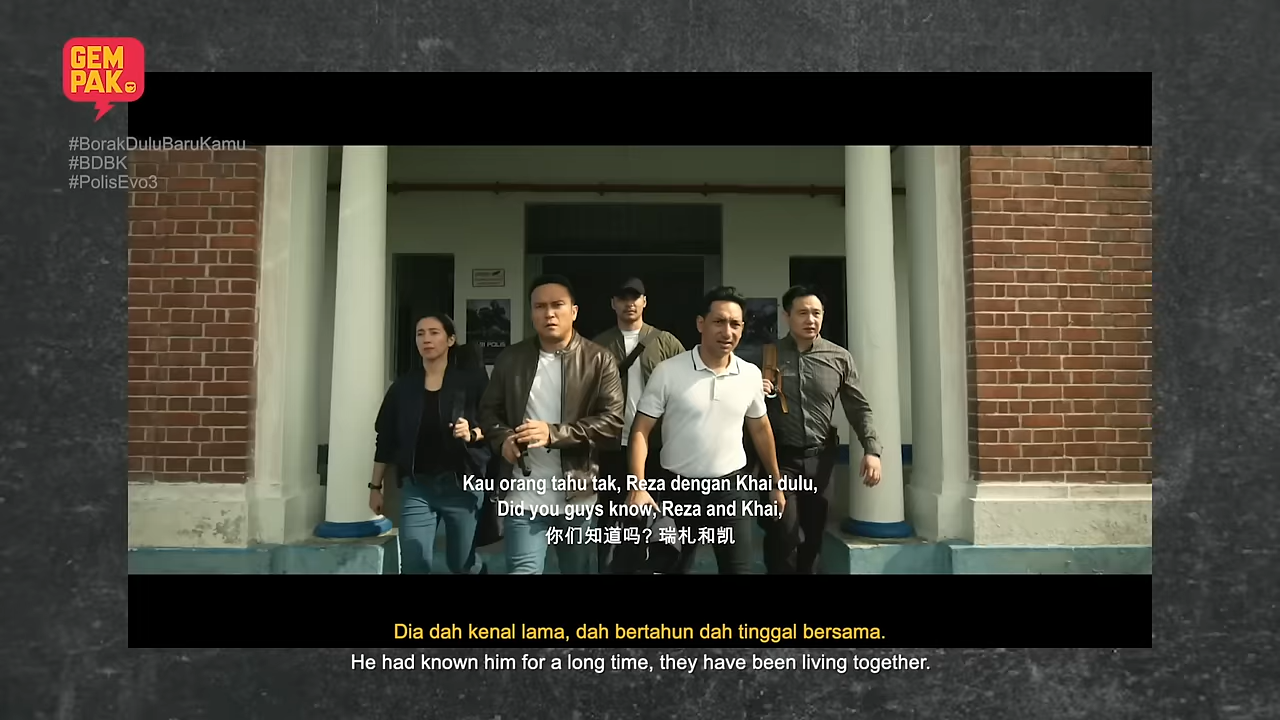 GEM
PAK
#BorakDuluBaruKamu
#BDBK
#PolisEvo3
Kau orang tahu tak, Reza dengan Khai dulu,
Did you guys know, Reza and Khai,
你们知道吗? 瑞札和凯
Dia dah kenal lama, dah bertahun dah tinggal bersama.
He had known him for a long time, they have been living together.